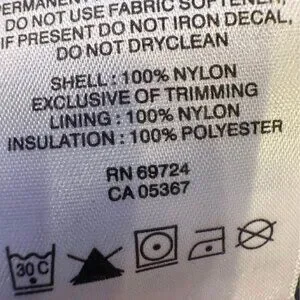 DO NOT USE FABRIC SOFTENER,
IF PRESENT DO NOT IRON DECAL,
DO NOT DRYCLEAN
SHELL : 100% NYLON
EXCLUSIVE OF TRIMMING
LINING : 100% NYLON
INSULATION : 100% POLYESTER
RN 69724
CA 05367
30 C